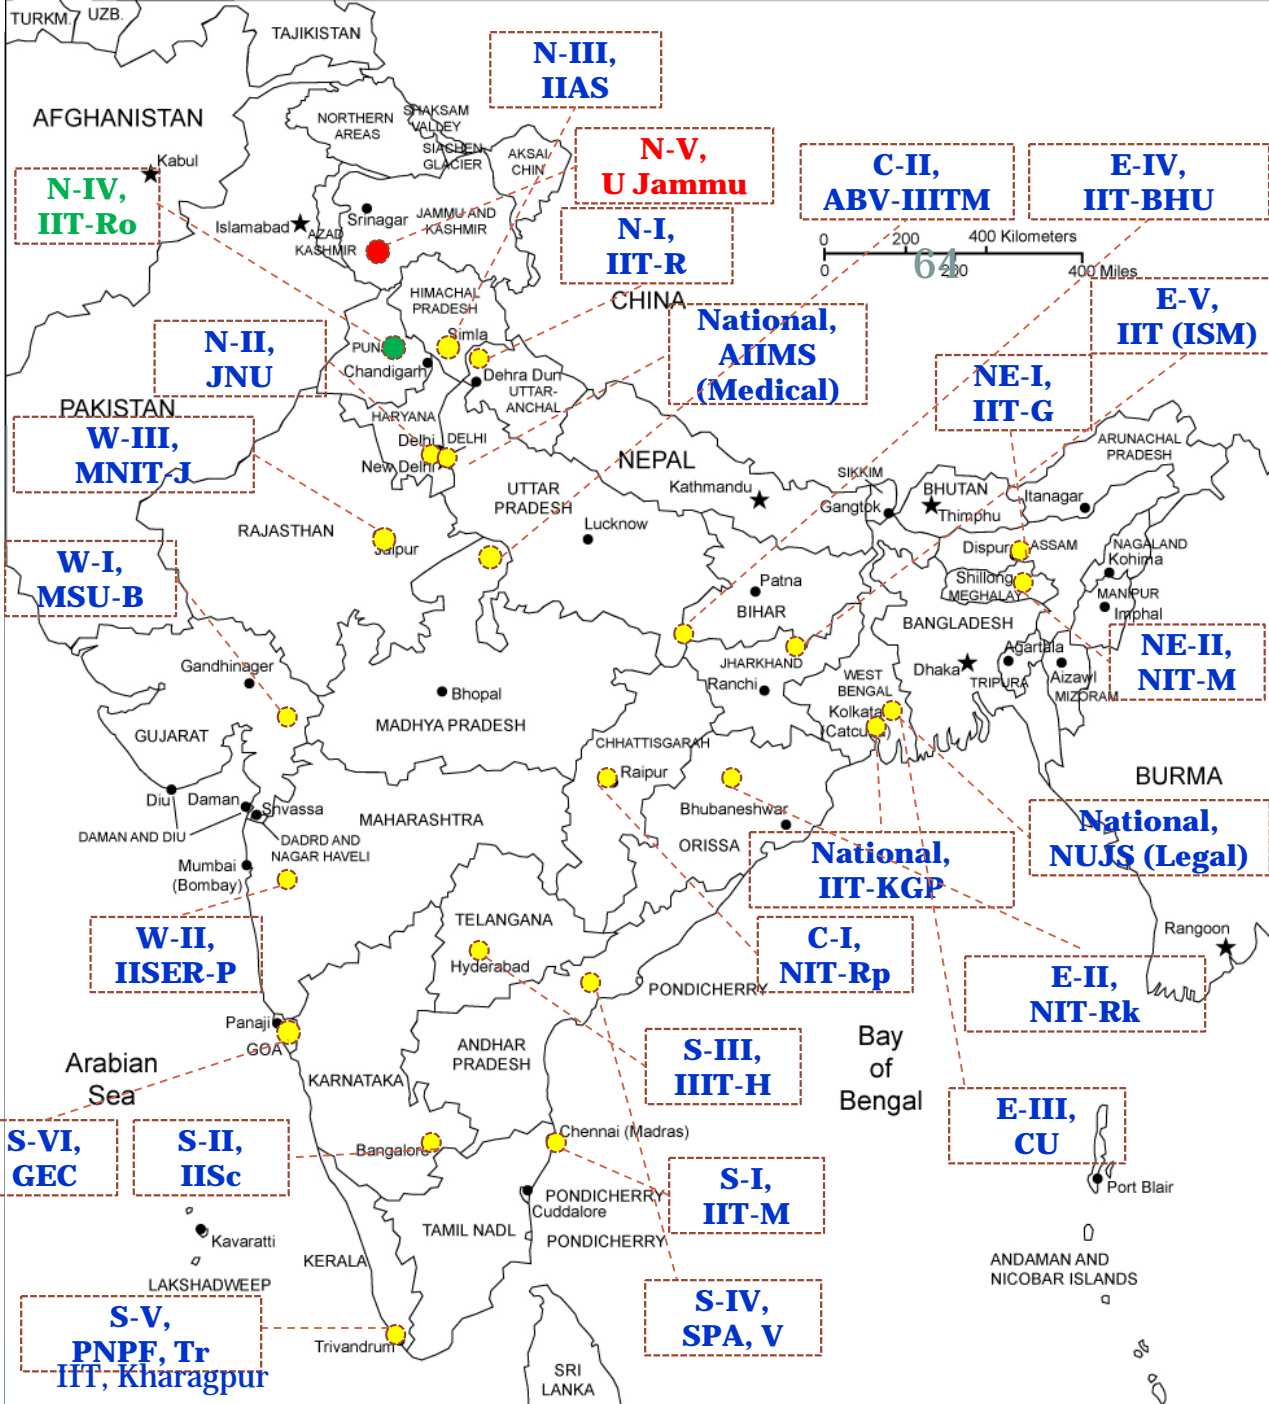 TURKM.
UZB.
TAJIKISTAN
N-III,
IIAS
AFGHANISTAN
NORTHERN
AREAS
SHAKSAM
VALLEY
SIACHEN
GLACIER
AKSAI
CHIN
N-V,
U Jammu
C-II,
ABV-IIITM
E-IV,
IIT-BHU
Kabul
N-IV,
IIT-Ro
Islamabad
Srinagar
JAMMU AND
KASHMIR
AZAD
KASHMIR
N-I,
IIT-R
0 200 400 Kilometers
64
0 200 400 Miles
CHINA
HIMACHAL
PRADESH
E-V,
IIT (ISM)
National,
AIIMS
(Medical)
N-II,
JNU
PUN
Simla
Chandigarh
Dehra Dun
UTTAR-
ANCHAL
NE-I,
IIT-G
PAKISTAN
W-III,
MNIT-J
HARYANA
Delhi
DELHI
New Delhi
NEPAL
Kathmandu
SIKKIM
Gangtok
BHUTAN
Thimphu
Itanagar
ARUNACHAL
PRADESH
UTTAR
PRADESH
Lucknow
RAJASTHAN
Jaipur
W-I,
MSU-B
Dispur
ASSAM
NAGALAND
Kohima
Shillong
MEGHALAY
MANIPUR
Imphal
Patna
BIHAR
BANGLADESH
NE-II,
NIT-M
Agartala
Dhaka
TRIPURA
Aizawl
MIZORAM
Gandhinager
JHARKHAND
Ranchi
WEST
BENGAL
Kolkata
(Catcutta)
Bhopal
MADHYA PRADESH
GUJARAT
CHHATTISGARAH
Raipur
BURMA
Diu
Daman
Shvassa
DAMAN AND DIU
DADRD AND
NAGAR HAVELI
MAHARASHTRA
Bhubaneshwar
ORISSA
National,
NUJS (Legal)
National,
IIT-KGP
Mumbai
(Bombay)
W-II,
IISER-P
TELANGANA
Hyderabad
C-I,
NIT-Rp
Rangoon
E-II,
NIT-Rk
PONDICHERRY
Panaji
GOA
Arabian
Sea
KARNATAKA
ANDHAR
PRADESH
S-III,
IIIT-H
Bay
of
Bengal
E-III,
CU
S-VI,
GEC
S-II,
IISc
Bangalore
Chennai (Madras)
S-I,
IIT-M
PONDICHERRY
Cuddalore
Port Blair
Kavaratti
LAKSHADWEEP
KERALA
TAMIL NADL
PONDICHERRY
ANDAMAN AND
NICOBAR ISLANDS
S-IV,
SPA, V
S-V,
PNPF, Tr
Trivandrum
IIT, Kharagpur
SRI
LANKA